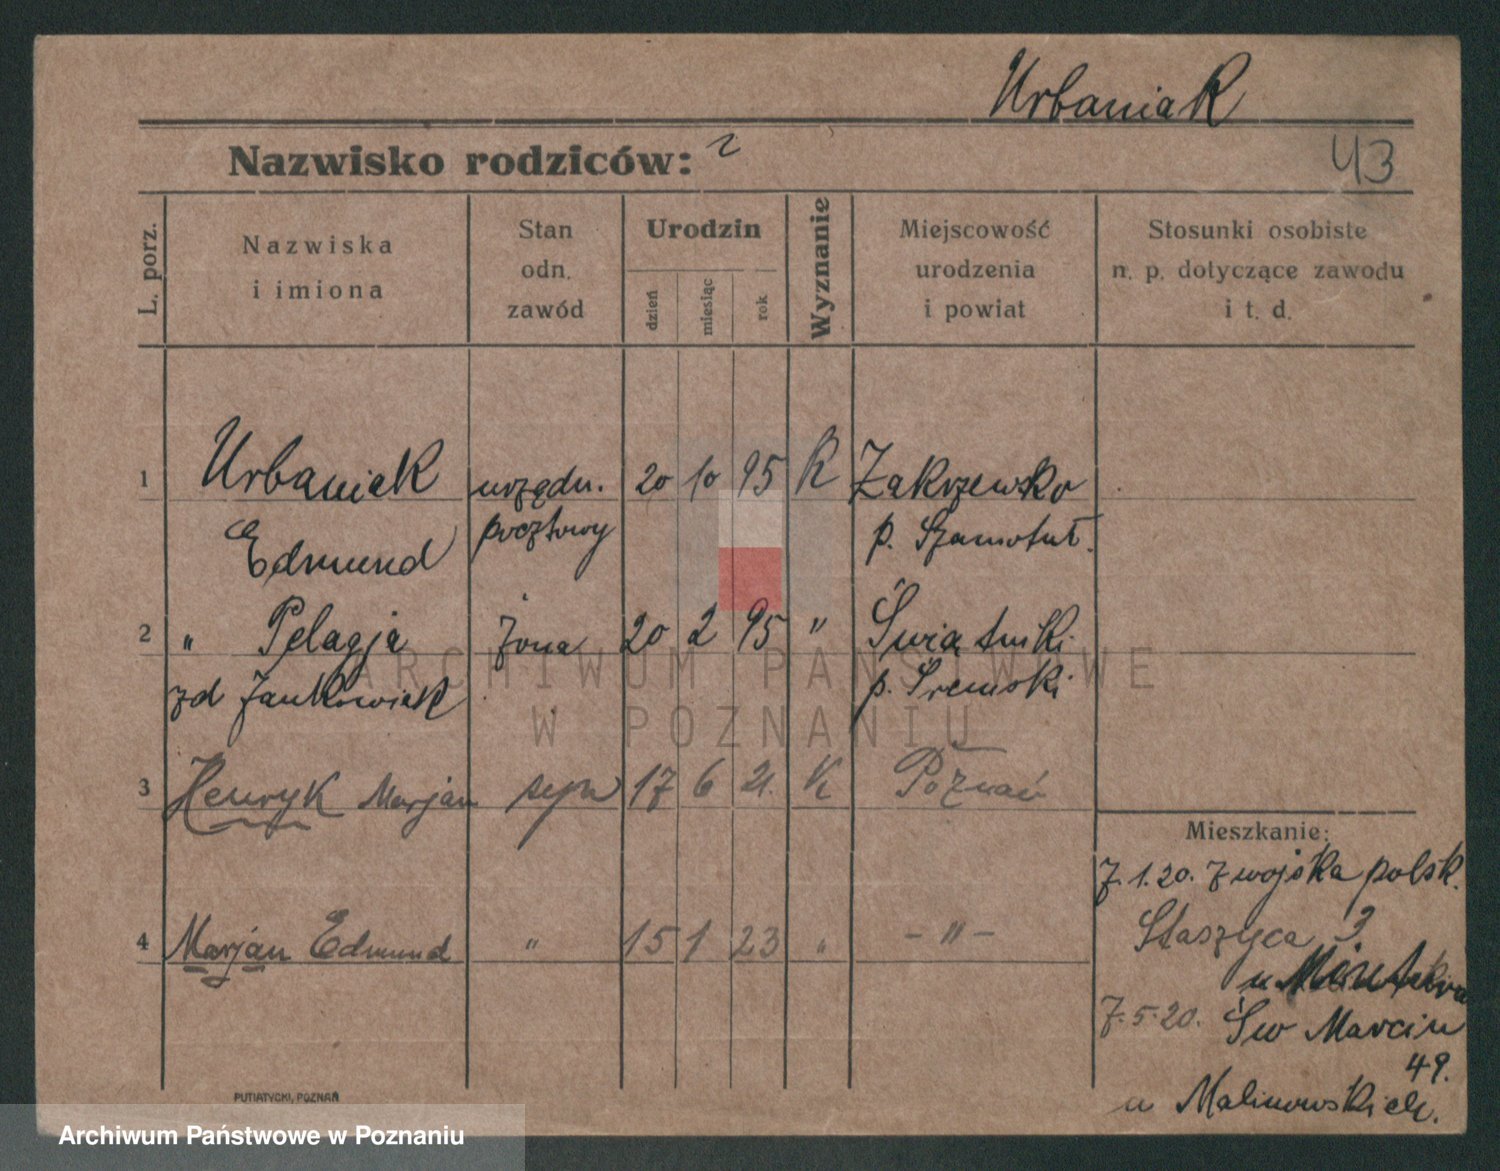 Urbaniak
Nazwisko rodziców:
43
L. porz.
Nazwiska
i imiona
Stan
odn.
zawód
Urodzin
dzień
miesiąc
rok
Wyznanie
Miejscowość
urodzenia
i powiat
Stosunki osobiste
n. p. dotyczące zawodu
i t. d.
1 Urbaniak urzędn. 20 10 95 K Zakrzewsko
Edmund pocztowy p. Szamotuł.
2 " Pelagja żona 20 2 95 " Świątniki
zd Jankowiak p. Śremski
3 Henryk Marjan syn 17 6 21. K Poznań
4 Marjan Edmund " 15 1 23 " - " -
Mieszkanie:
7.1.20. z wojska polsk.
Staszyca 3
u
7.5.20. Św Marcin
49.
u Malinowskich.
PUTIATYCKI, POZNAŃ
ARCHIWUM PAŃSTWOWE
W POZNANIU
Archiwum Państwowe w Poznaniu